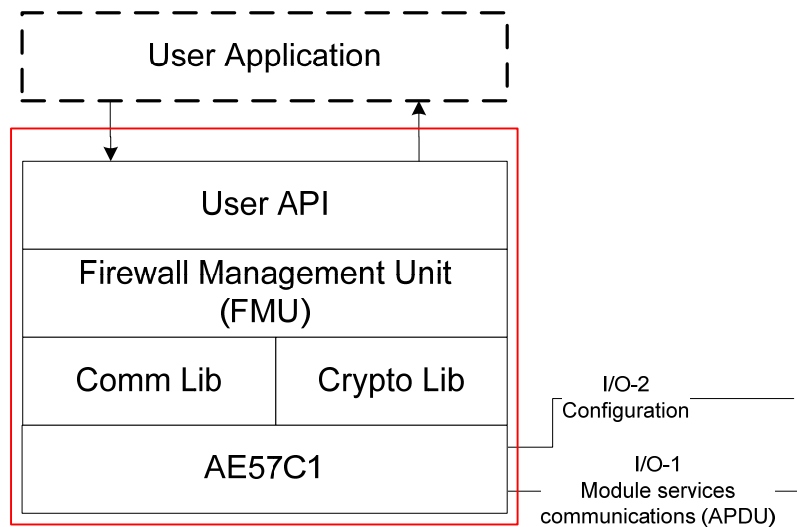 User Application
User API
Firewall Management Unit
(FMU)
Comm Lib
Crypto Lib
AE57C1
I/O-2
Configuration
I/O-1
Module services
communications (APDU)